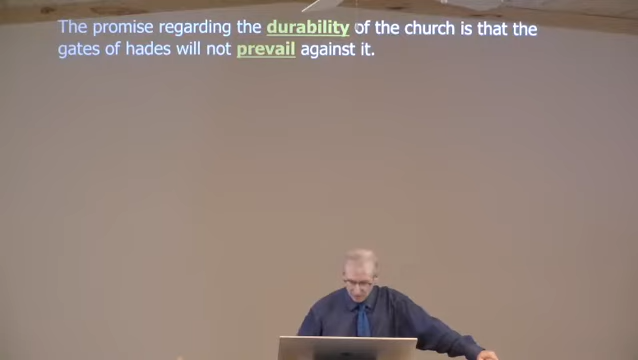 The promise regarding the durability of the church is that the
gates of hades will not prevail against it.